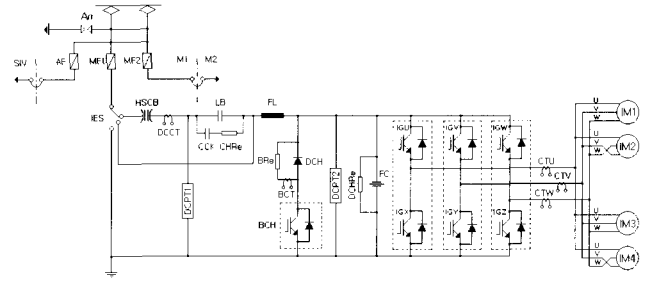 Arr
SIV
AF
MF1
MF2
M1
M2
IES
HSCB
DCCT
LB
FL
CCK
CHRe
BRe
DCH
BCT
BCH
DCPT1
DCPT2
DCHRe
FC
IGU
IGV
IGW
IGX
IGY
IGZ
CTU
CTV
CTW
U
V
W
IM1
U
V
W
IM2
U
V
W
IM3
U
V
W
IM4